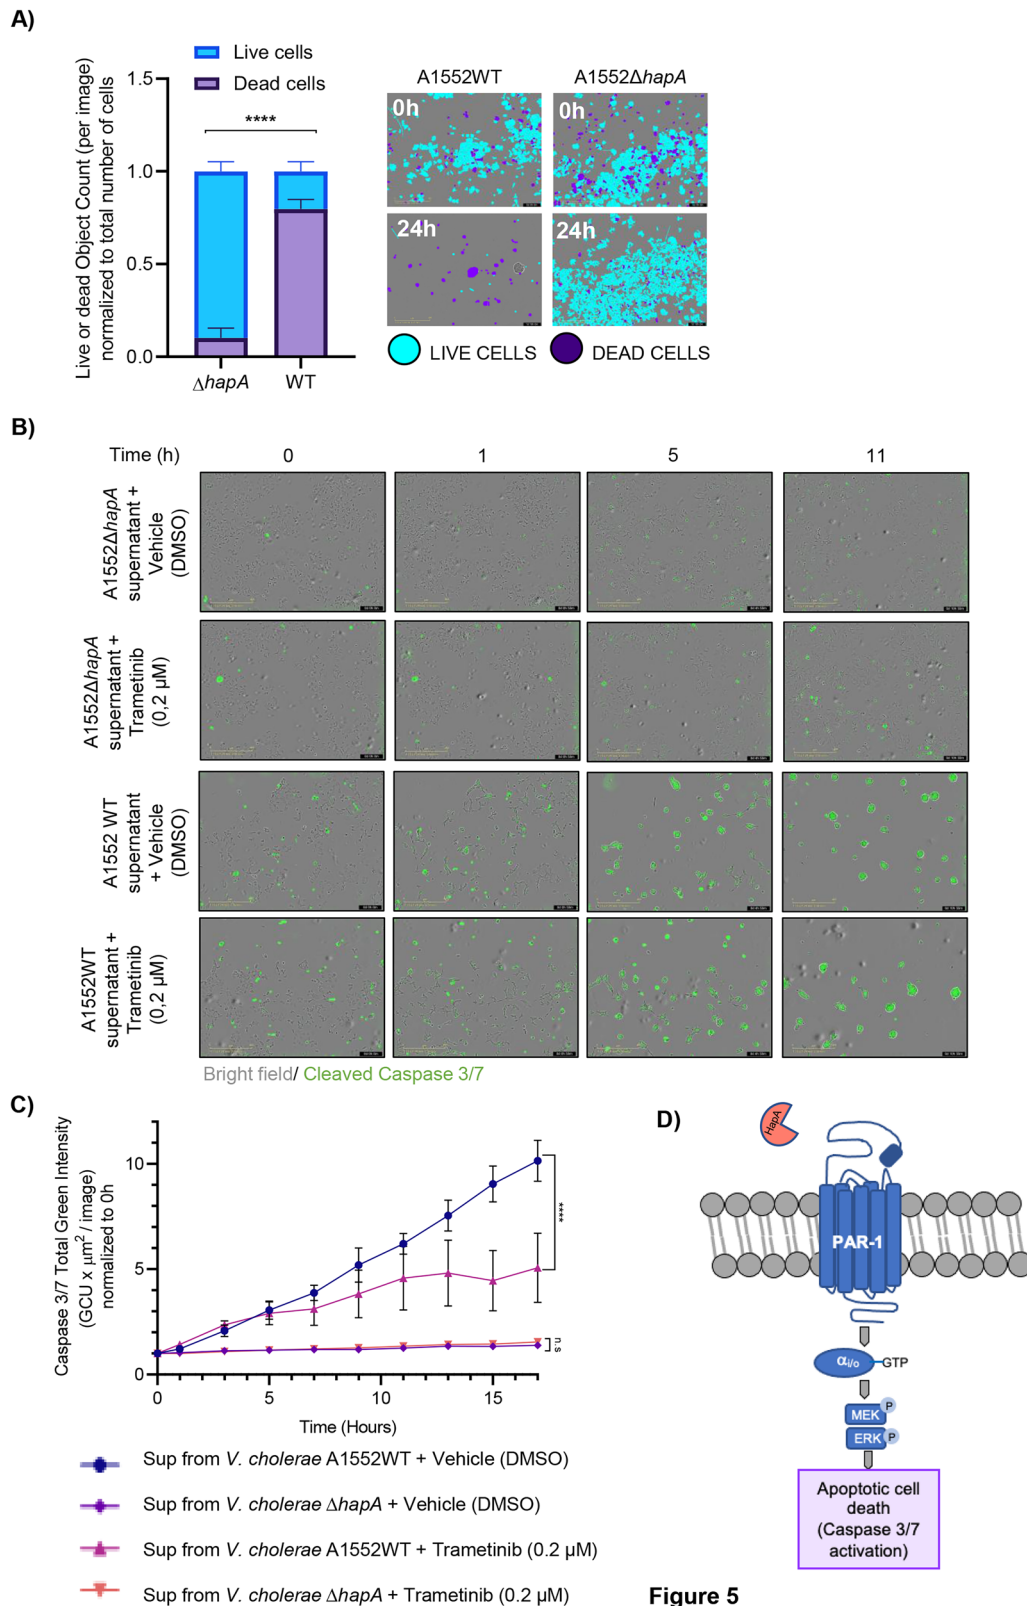 A)
Live cells
Dead cells
Live or dead Object Count (per image)
normalized to total number of cells
1.5
1.0
0.5
0.0
****
ΔhapA
WT
A1552WT
A1552ΔhapA
0h
0h
24h
24h
LIVE CELLS
DEAD CELLS
B)
Time (h)
0
1
5
11
A1552ΔhapA
supernatant +
Vehicle
(DMSO)
A1552ΔhapA
supernatant +
Trametinib
(0,2 µM)
A1552 WT
supernatant
+ Vehicle
(DMSO)
A1552WT
supernatant +
Trametinib
(0,2 µM)
Bright field/ Cleaved Caspase 3/7
C)
Caspase 3/7 Total Green Intensity
(GCU x µm² / image)
normalized to 0h
10
5
0
0
5
10
15
Time (Hours)
****
n.s
Sup from V. cholerae A1552WT + Vehicle (DMSO)
Sup from V. cholerae ΔhapA + Vehicle (DMSO)
Sup from V. cholerae A1552WT + Trametinib (0.2 µM)
Sup from V. cholerae ΔhapA + Trametinib (0.2 µM)
D)
HapA
PAR-1
αi/o
GTP
MEK
P
ERK
P
Apoptotic cell
death
(Caspase 3/7
activation)
Figure 5